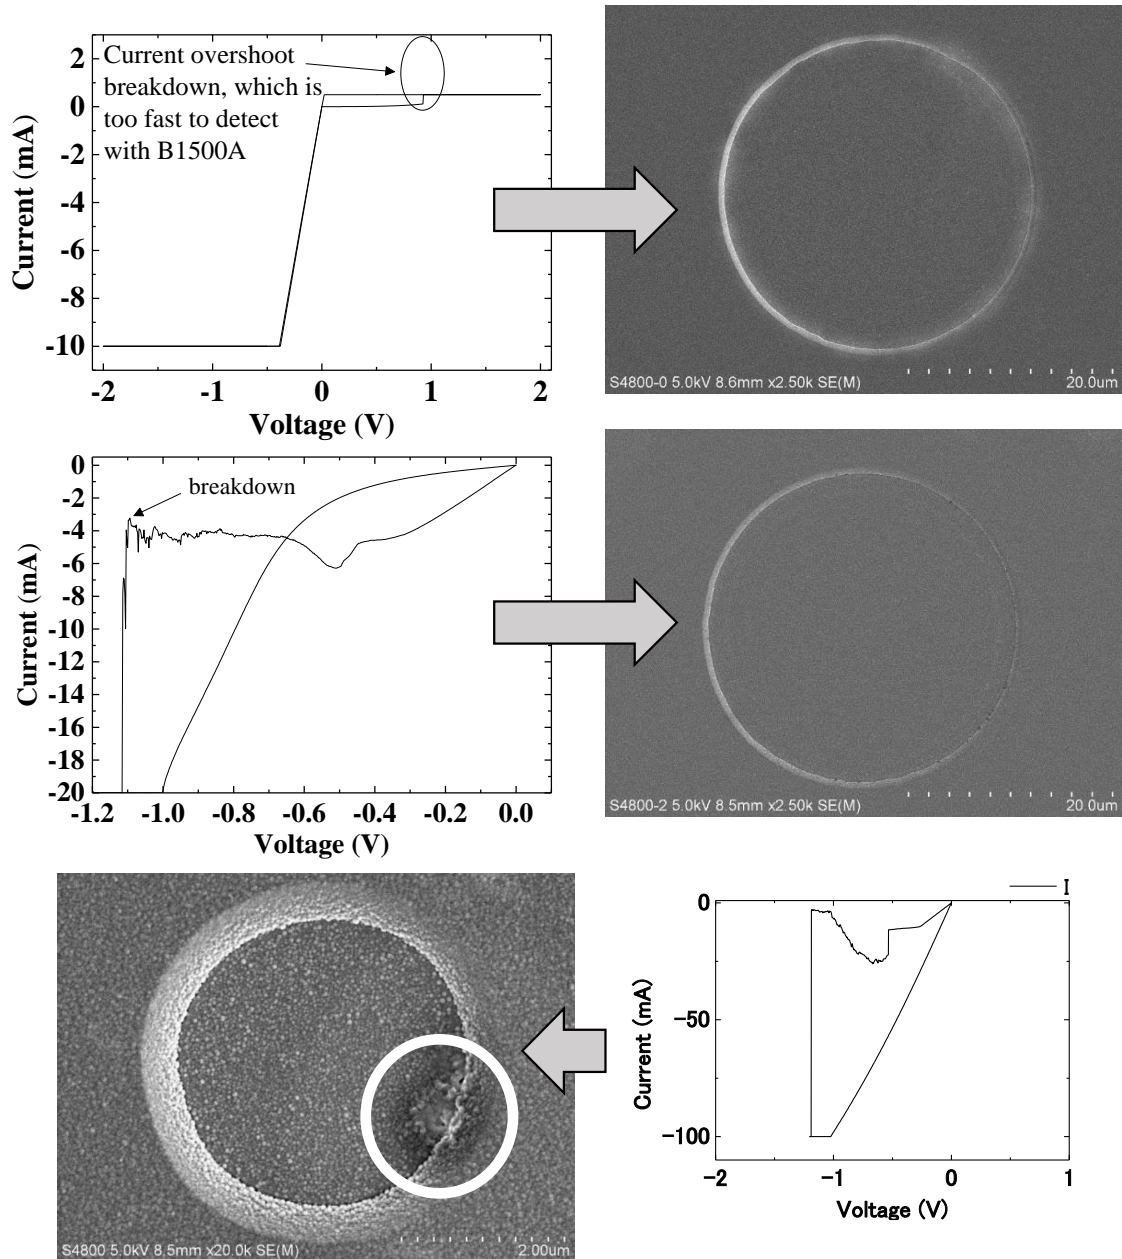 Current overshoot
breakdown, which is
too fast to detect
with B1500A
2
0
-2
-4
-6
-8
-10
Current (mA)
-2
-1
0
1
2
Voltage (V)
S4800-0 5.0kV 8.6mm x2.50k SE(M)
20.0um
breakdown
0
-2
-4
-6
-8
-10
-12
-14
-16
-18
-20
Current (mA)
-1.2
-1.0
-0.8
-0.6
-0.4
-0.2
0.0
Voltage (V)
S4800-2 5.0kV 8.5mm x2.50k SE(M)
20.0um
S4800 5.0kV 8.5mm x20.0k SE(M)
2.00um
I
0
-50
-100
Current (mA)
-2
-1
0
1
Voltage (V)